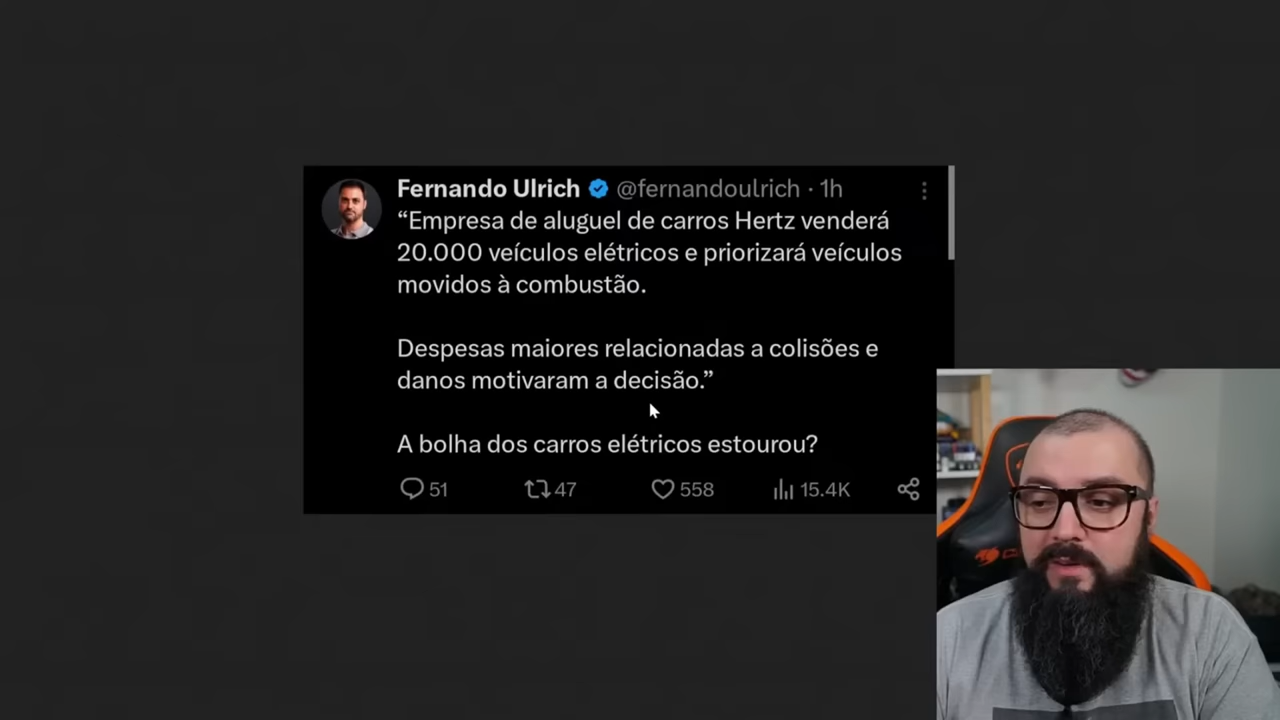 Fernando Ulrich @fernandoulrich · 1h
“Empresa de aluguel de carros Hertz venderá
20.000 veículos elétricos e priorizará veículos
movidos à combustão.
Despesas maiores relacionadas a colisões e
danos motivaram a decisão.”
A bolha dos carros elétricos estourou?
51 47 558 15.4K